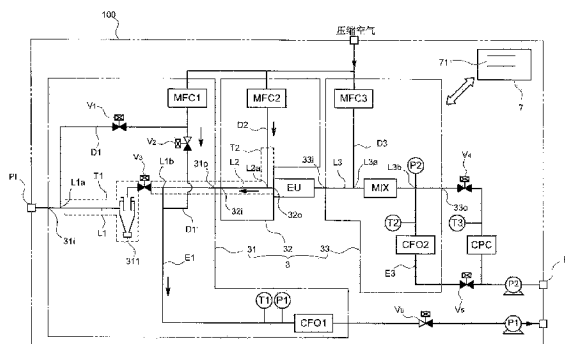 100
压缩空气
71
7
MFC1
MFC2
MFC3
V1
D1
V2
D2
T2
D3
V3
L1b
31o
L2
L2a
33i
L3
L3a
P2
V4
PI
L1a
T1
D1'
32i
32o
EU
MIX
L3b
33o
31i
L1
311
31
32
33
3
T2
T3
CFO2
CPC
E1
E3
P2
V5
T1
P1
CFO1
V6
P1